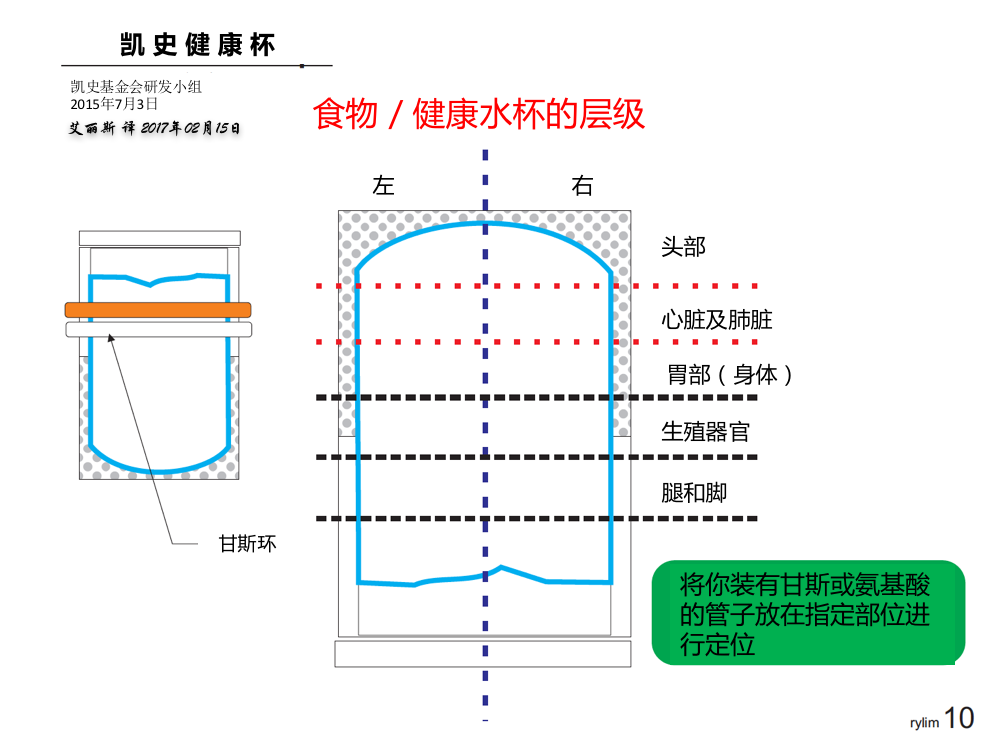 凯史健康杯
凯史基金会研发小组
2015年7月3日
艾丽斯 译 2017年02月15日
食物 / 健康水杯的层级
左
右
头部
心脏及肺脏
胃部（身体）
生殖器官
腿和脚
甘斯环
将你装有甘斯或氨基酸
的管子放在指定部位进
行定位
rylim 10